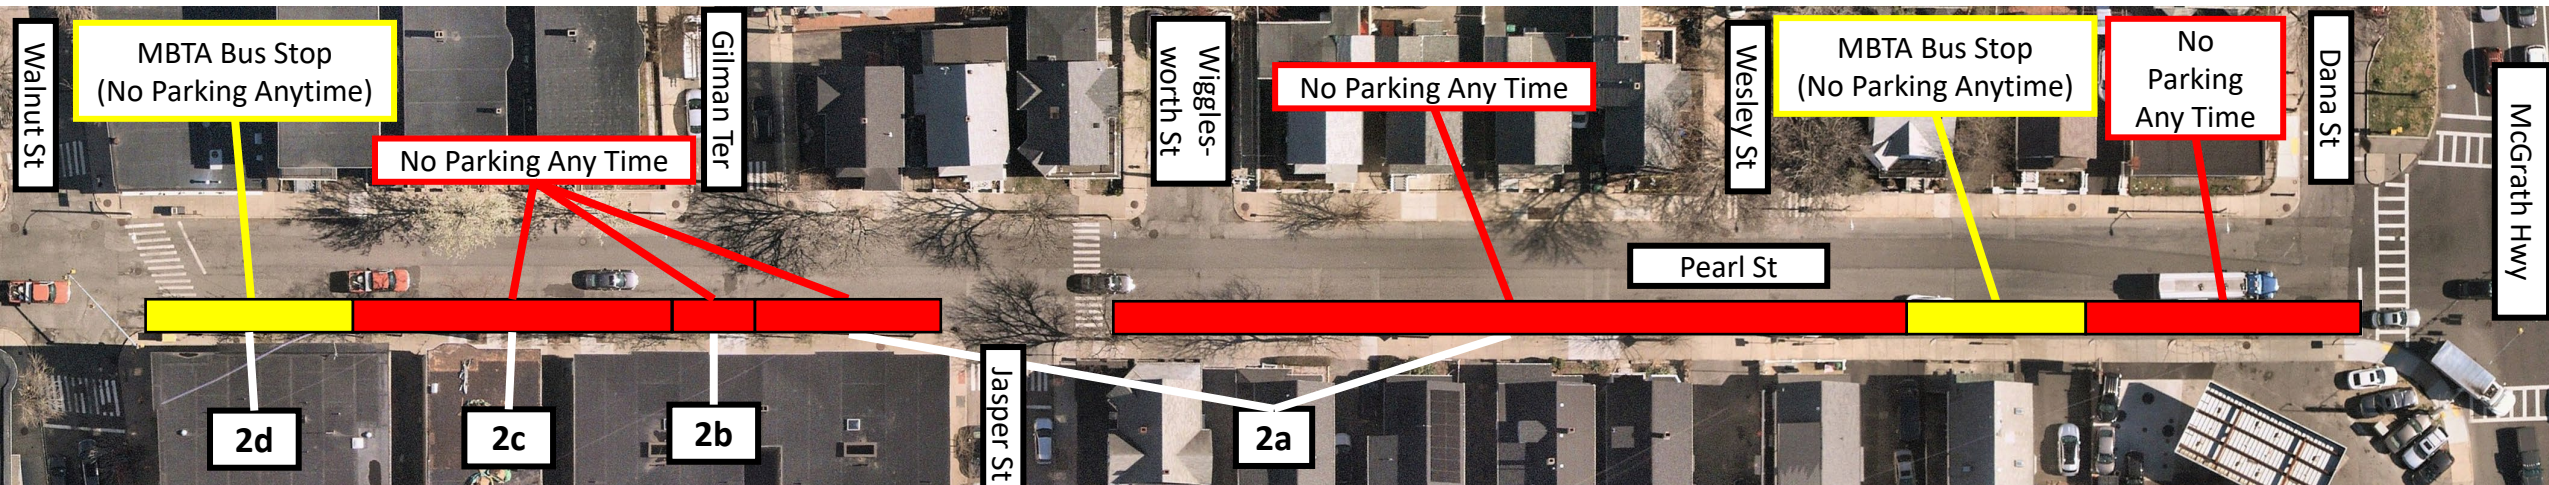 Walnut St
MBTA Bus Stop
(No Parking Anytime)
No Parking Any Time
Gilman Ter
Wiggles-
worth St
No Parking Any Time
Wesley St
MBTA Bus Stop
(No Parking Anytime)
No
Parking
Any Time
Dana St
McGrath Hwy
Pearl St
2d
2c
2b
Jasper St
2a